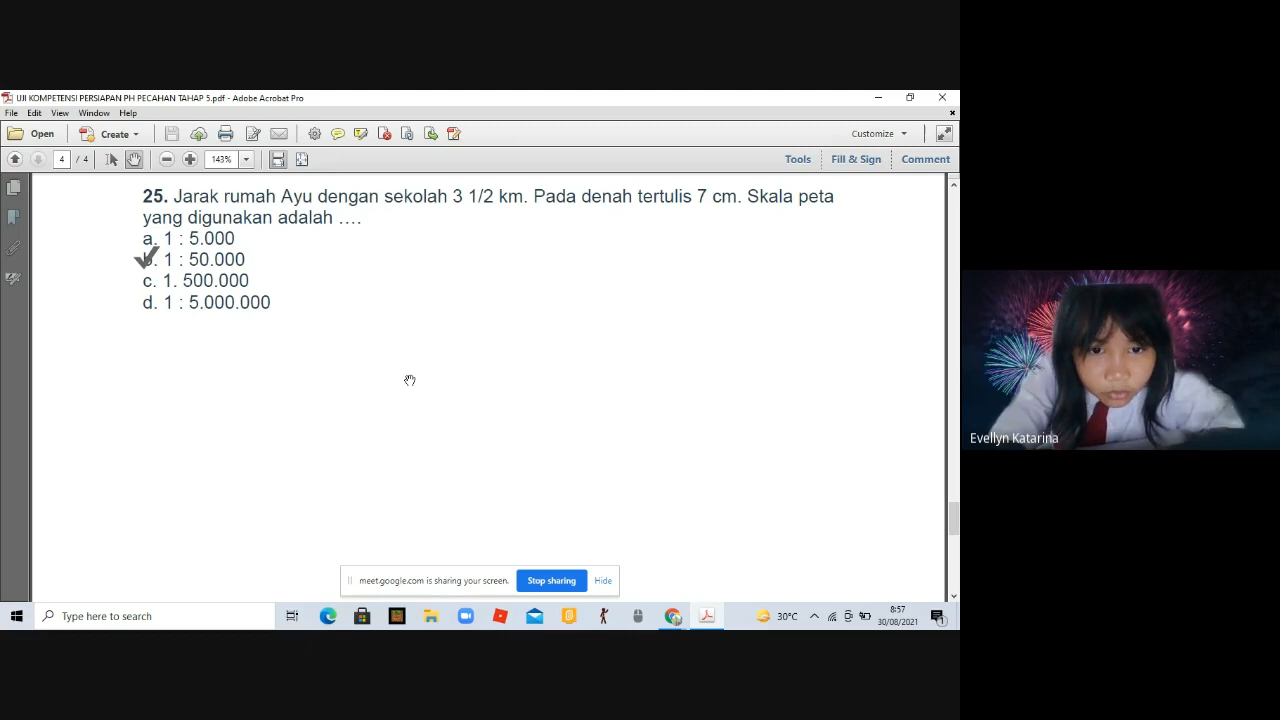 UJI KOMPETENSI PERSIAPAN PH PECAHAN TAHAP 5.pdf - Adobe Acrobat Pro
File Edit View Window Help
Open Create Customize
4 / 4 143% Tools Fill & Sign Comment
25. Jarak rumah Ayu dengan sekolah 3 1/2 km. Pada denah tertulis 7 cm. Skala peta
yang digunakan adalah ....
a. 1 : 5.000
b. 1 : 50.000
c. 1. 500.000
d. 1 : 5.000.000
Evellyn Katarina
meet.google.com is sharing your screen. Stop sharing Hide
Type here to search 30°C 8:57
30/08/2021